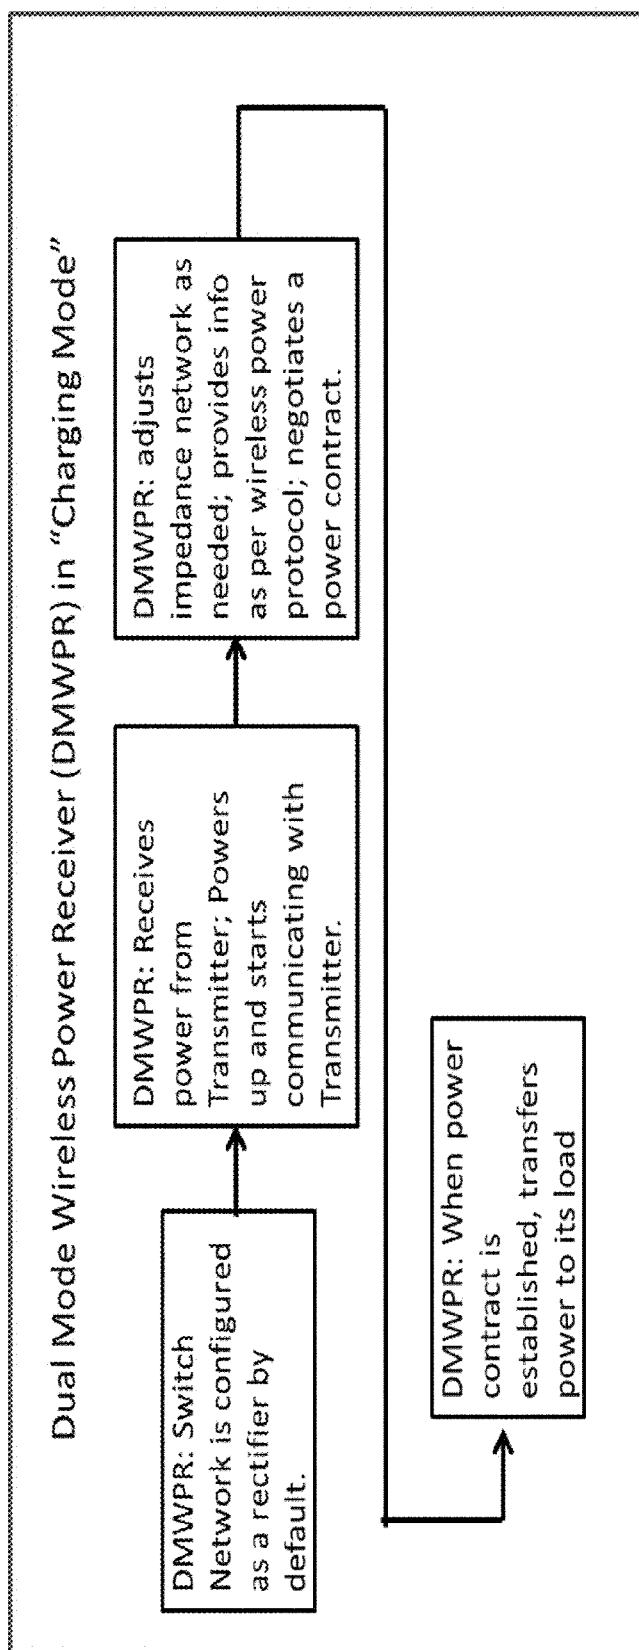 Dual Mode Wireless Power Receiver (DMWPR) in “Charging Mode”
DMWPR: Switch
Network is configured
as a rectifier by
default.
DMWPR: Receives
power from
Transmitter; Powers
up and starts
communicating with
Transmitter.
DMWPR: adjusts
impedance network as
needed; provides info
as per wireless power
protocol; negotiates a
power contract.
DMWPR: When power
contract is
established, transfers
power to its load